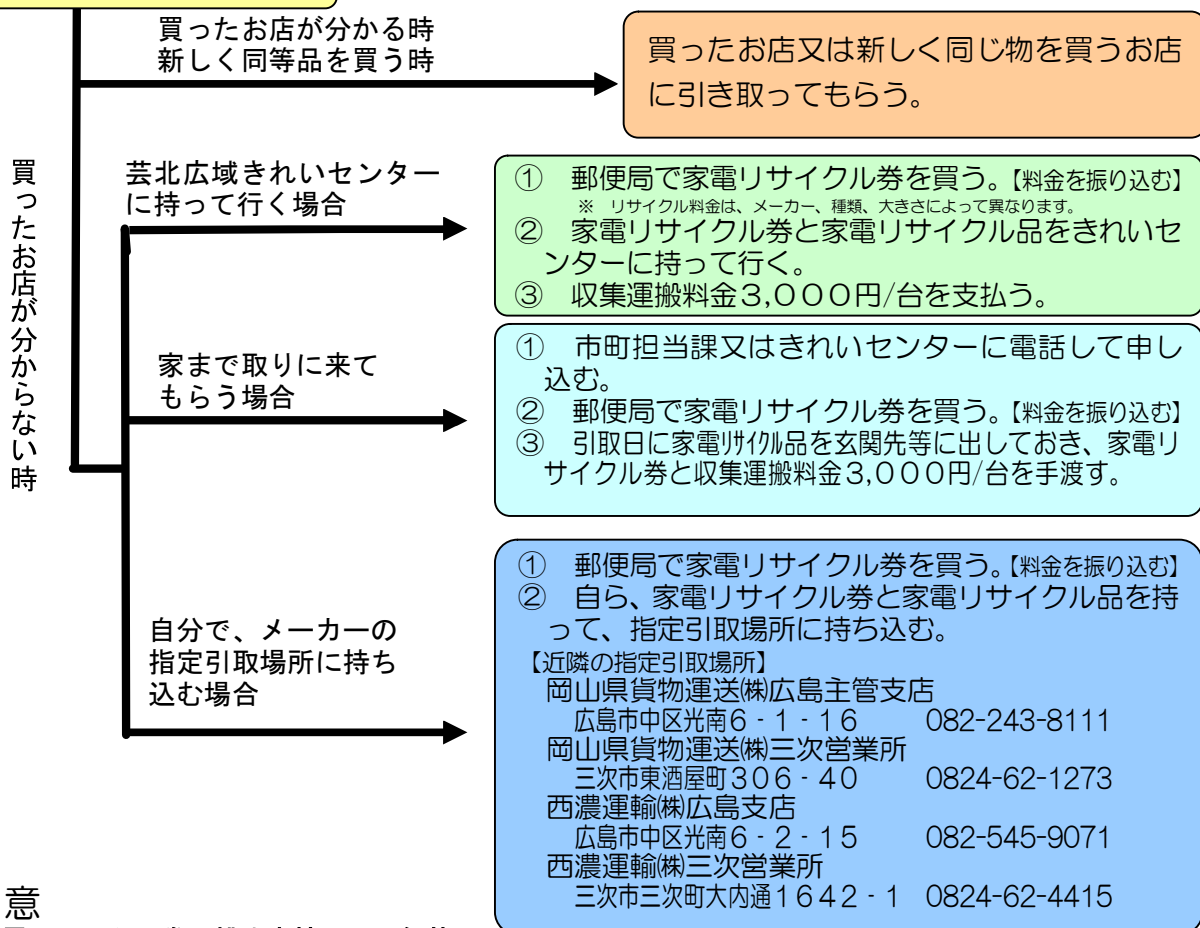 買ったお店が分かる時
新しく同等品を買う時
買ったお店又は新しく同じ物を買うお店
に引き取ってもらう。
買ったお店が分からない時
芸北広域きれいセンター
に持って行く場合
① 郵便局で家電リサイクル券を買う。【料金を振り込む】
※ リサイクル料金は、メーカー、種類、大きさによって異なります。
② 家電リサイクル券と家電リサイクル品をきれいセ
ンターに持って行く。
③ 収集運搬料金3,000円/台を支払う。
家まで取りに来て
もらう場合
① 市町担当課又はきれいセンターに電話して申し
込む。
② 郵便局で家電リサイクル券を買う。【料金を振り込む】
③ 引取日に家電ﾘｻｲｸﾙ品を玄関先等に出しておき、家電リ
サイクル券と収集運搬料金3,000円/台を手渡す。
自分で、メーカーの
指定引取場所に持ち
込む場合
① 郵便局で家電リサイクル券を買う。【料金を振り込む】
② 自ら、家電リサイクル券と家電リサイクル品を持
って、指定引取場所に持ち込む。
【近隣の指定引取場所】
岡山県貨物運送㈱広島主管支店
広島市中区光南6‐1‐16 082-243-8111
岡山県貨物運送㈱三次営業所
三次市東酒屋町306‐40 0824-62-1273
西濃運輸㈱広島支店
広島市中区光南6‐2‐15 082-545-9071
西濃運輸㈱三次営業所
三次市三次町大内通1642‐1 0824-62-4415
意